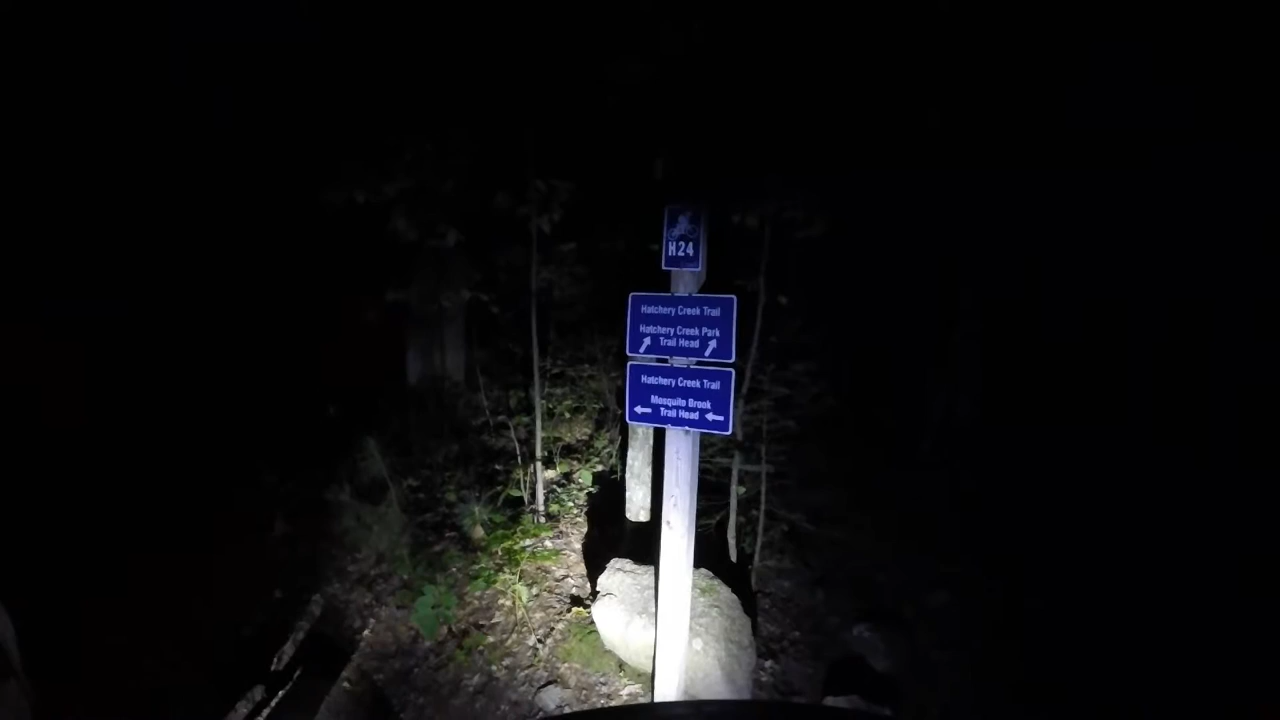 H24
Hatchery Creek Trail
Hatchery Creek Park
Trail Head
Hatchery Creek Trail
Mosquito Brook
Trail Head